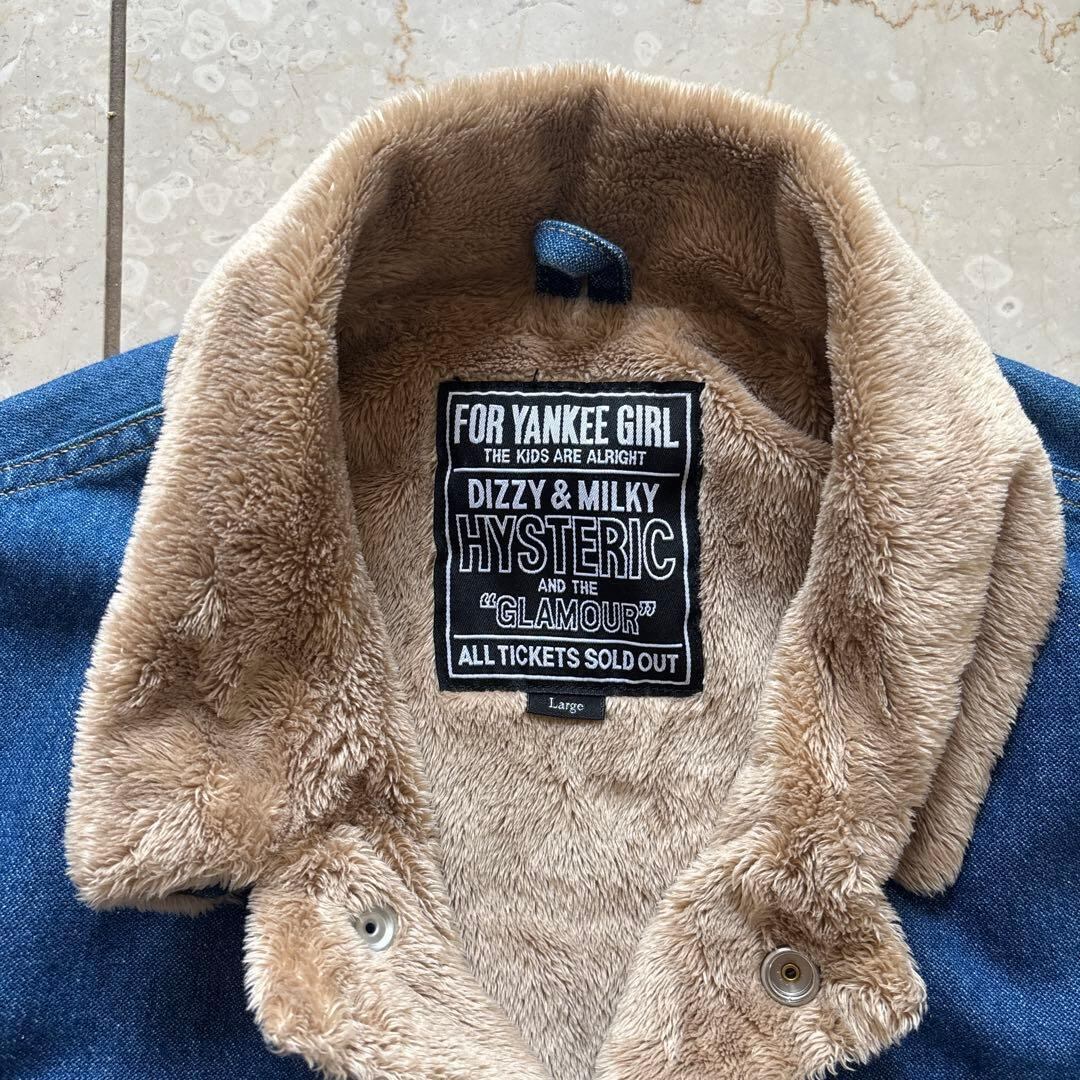 FOR YANKEE GIRL
THE KIDS ARE ALRIGHT
DIZZY & MILKY
HYSTERIC
AND THE
“GLAMOUR”
ALL TICKETS SOLD OUT
Large